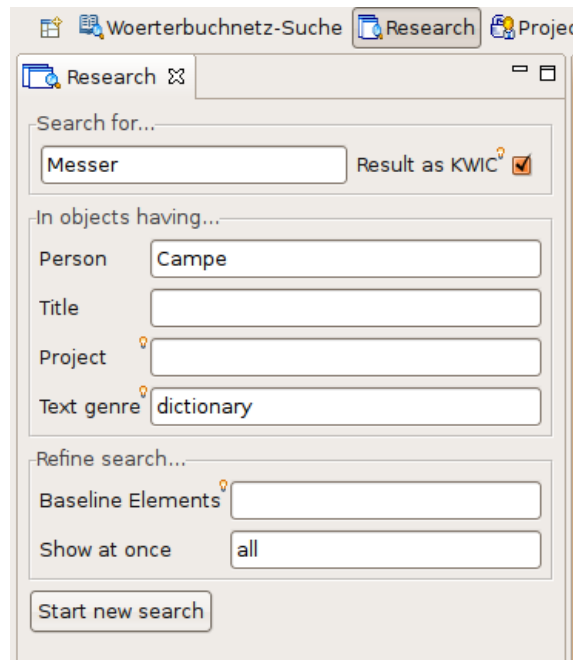 Woerterbuchnetz-Suche Research Projec
Research
Search for...
Messer Result as KWIC
In objects having...
Person Campe
Title
Project
Text genre dictionary
Refine search...
Baseline Elements
Show at once all
Start new search